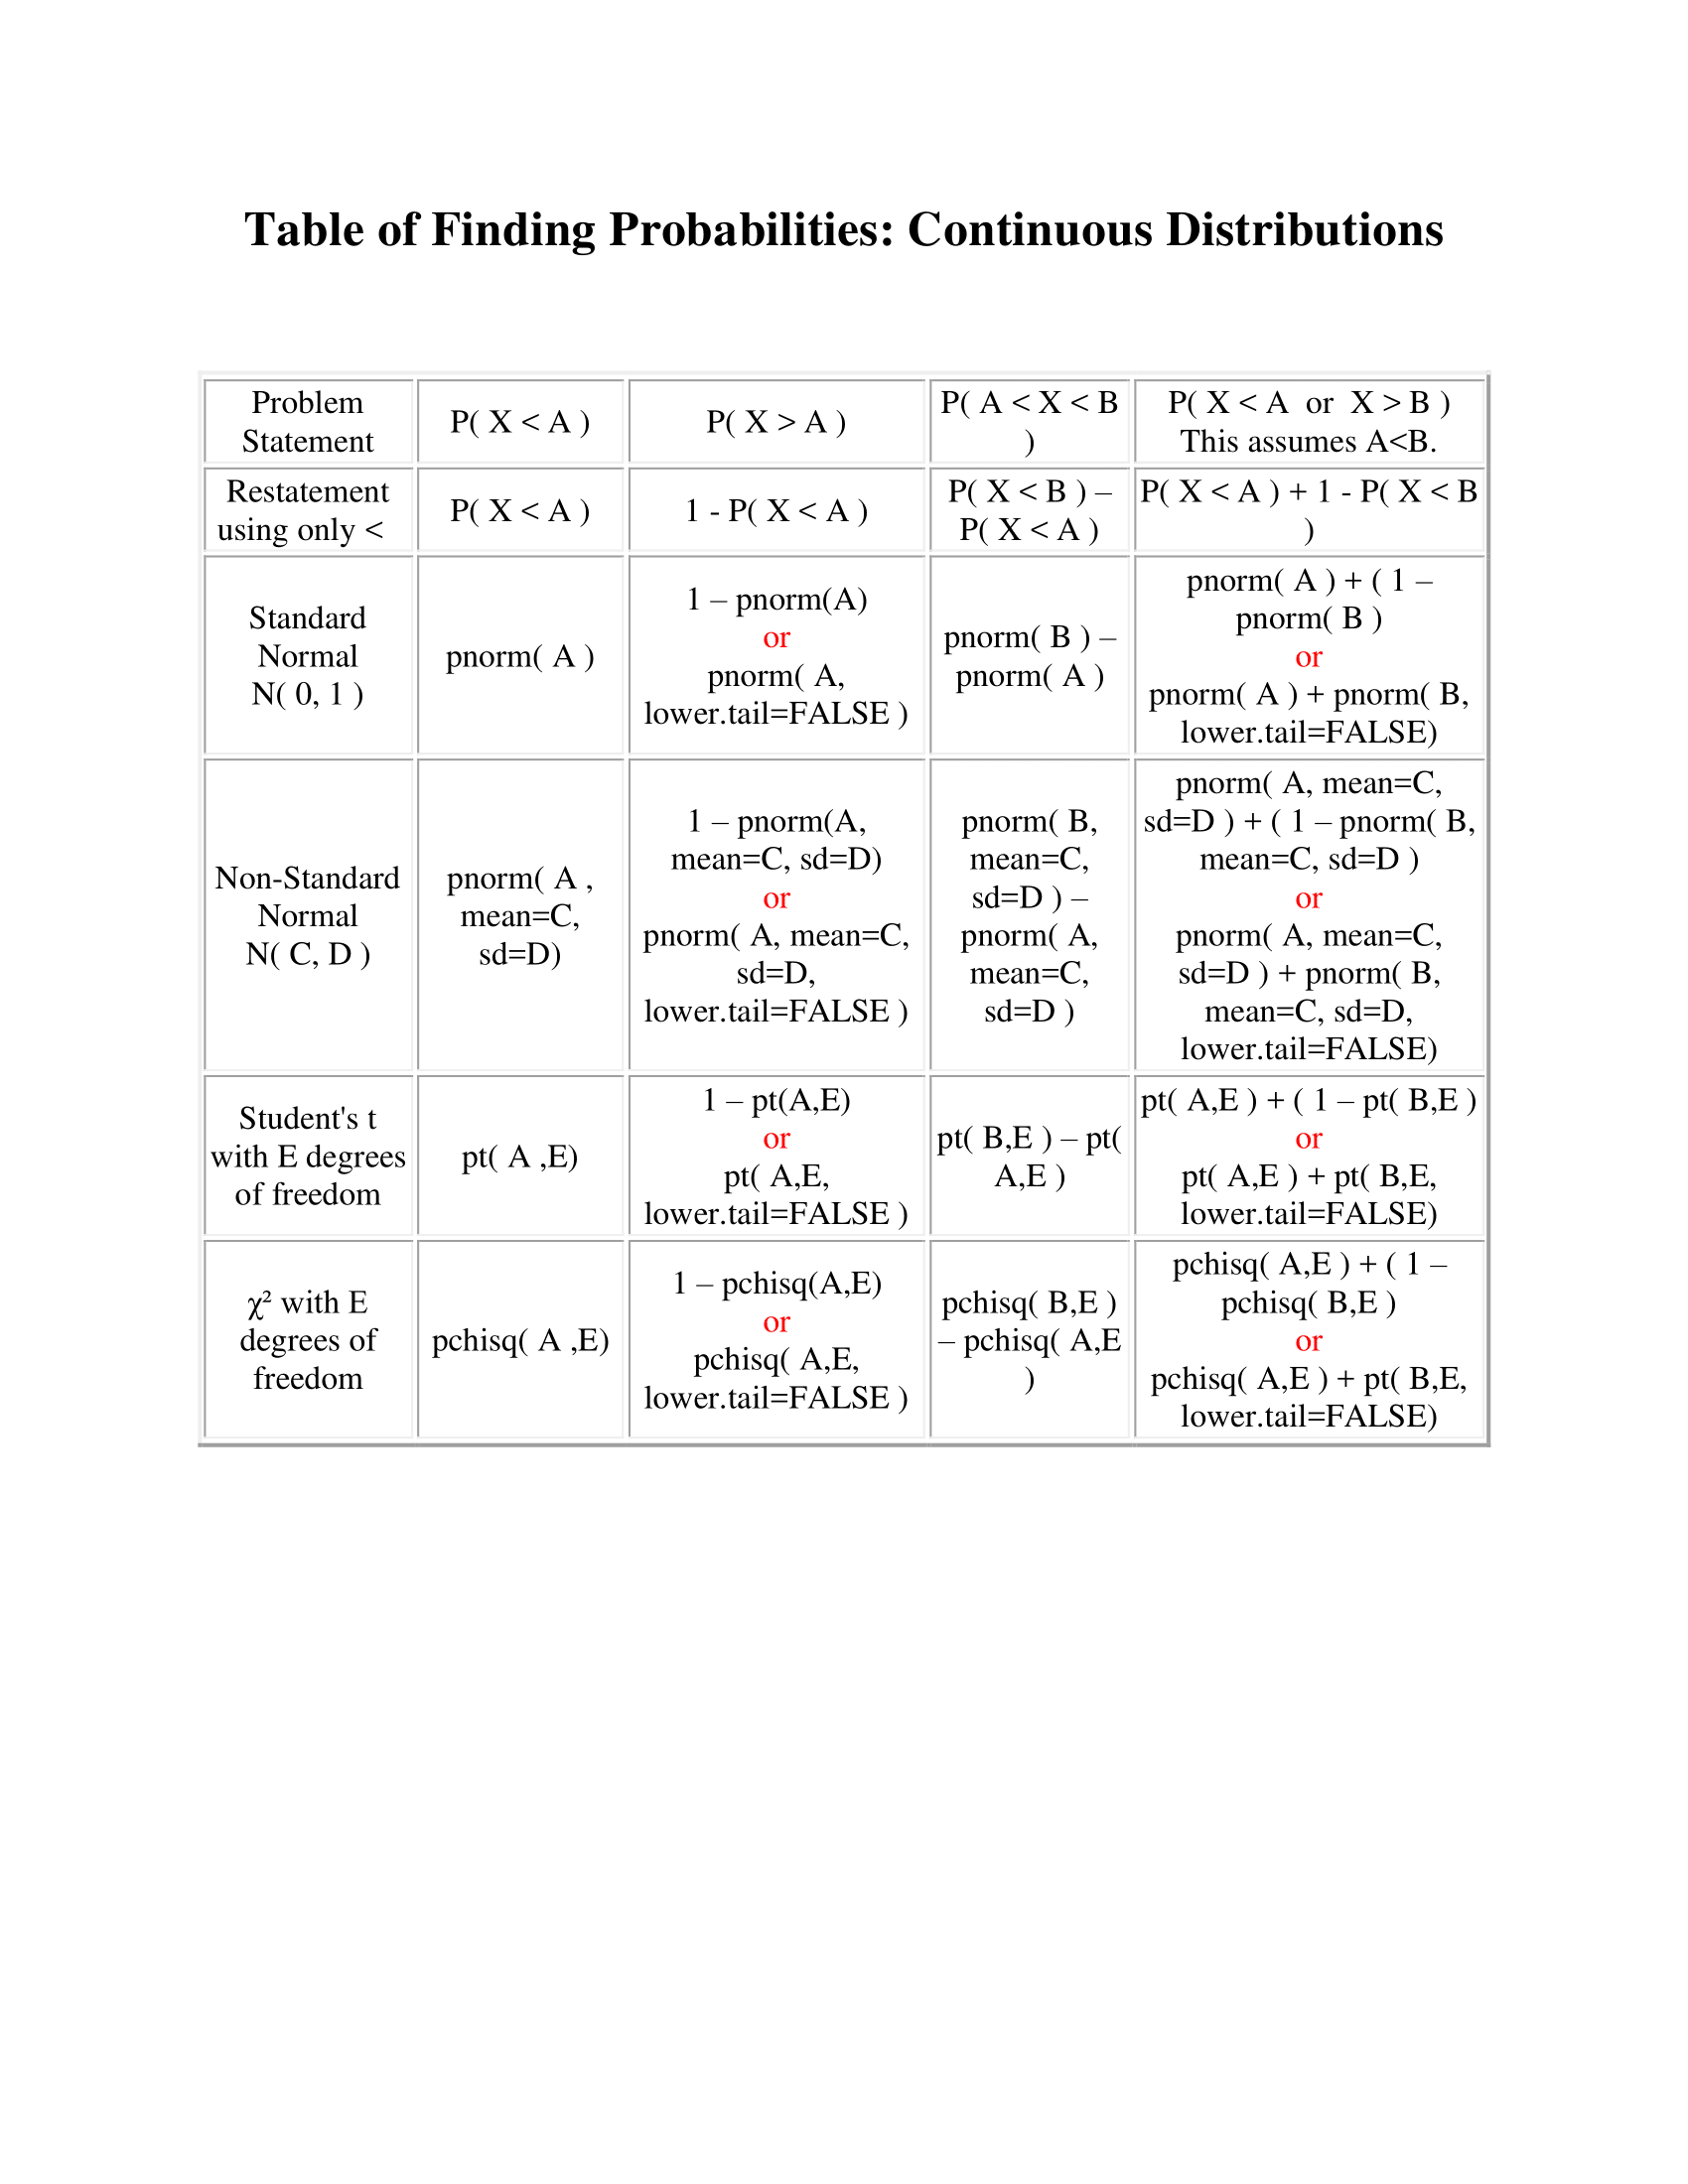 Table of Finding Probabilities: Continuous Distributions
Problem
Statement
P( X < A )
P( X > A )
P( A < X < B
)
P( X < A  or  X > B )
This assumes A<B.
Restatement
using only <
P( X < A )
1 - P( X < A )
P( X < B ) –
P( X < A )
P( X < A ) + 1 - P( X < B
)
Standard
Normal
N( 0, 1 )
pnorm( A )
1 – pnorm(A)
or
pnorm( A,
lower.tail=FALSE )
pnorm( B ) –
pnorm( A )
pnorm( A ) + ( 1 –
pnorm( B )
or
pnorm( A ) + pnorm( B,
lower.tail=FALSE)
Non-Standard
Normal
N( C, D )
pnorm( A ,
mean=C,
sd=D)
1 – pnorm(A,
mean=C, sd=D)
or
pnorm( A, mean=C,
sd=D,
lower.tail=FALSE )
pnorm( B,
mean=C,
sd=D ) –
pnorm( A,
mean=C,
sd=D )
pnorm( A, mean=C,
sd=D ) + ( 1 – pnorm( B,
mean=C, sd=D )
or
pnorm( A, mean=C,
sd=D ) + pnorm( B,
mean=C, sd=D,
lower.tail=FALSE)
Student's t
with E degrees
of freedom
pt( A ,E)
1 – pt(A,E)
or
pt( A,E,
lower.tail=FALSE )
pt( B,E ) – pt(
A,E )
pt( A,E ) + ( 1 – pt( B,E )
or
pt( A,E ) + pt( B,E,
lower.tail=FALSE)
χ² with E
degrees of
freedom
pchisq( A ,E)
1 – pchisq(A,E)
or
pchisq( A,E,
lower.tail=FALSE )
pchisq( B,E )
– pchisq( A,E
)
pchisq( A,E ) + ( 1 –
pchisq( B,E )
or
pchisq( A,E ) + pt( B,E,
lower.tail=FALSE)